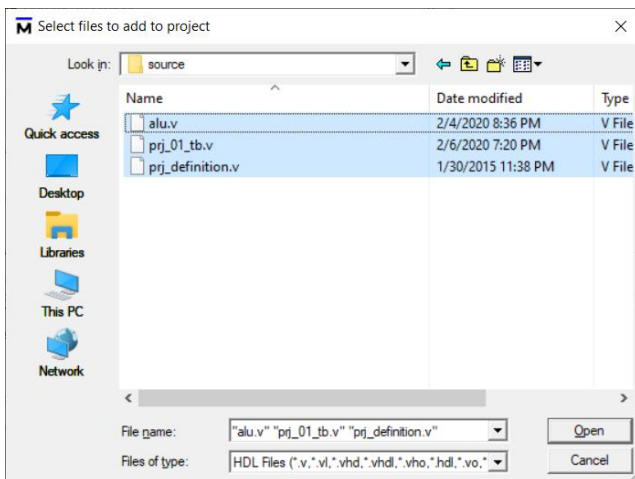 M Select files to add to project
Look in: source
Name Date modified Type
alu.v 2/4/2020 8:36 PM V File
prj_01_tb.v 2/6/2020 7:20 PM V File
prj_definition.v 1/30/2015 11:38 PM V File
Quick access
Desktop
Libraries
This PC
Network
File name: "alu.v" "prj_01_tb.v" "prj_definition.v" Open
Files of type: HDL Files (*.v,*.vl,*.vhd,*.vhdl,*.vho,*.hdl,*.vo,* Cancel